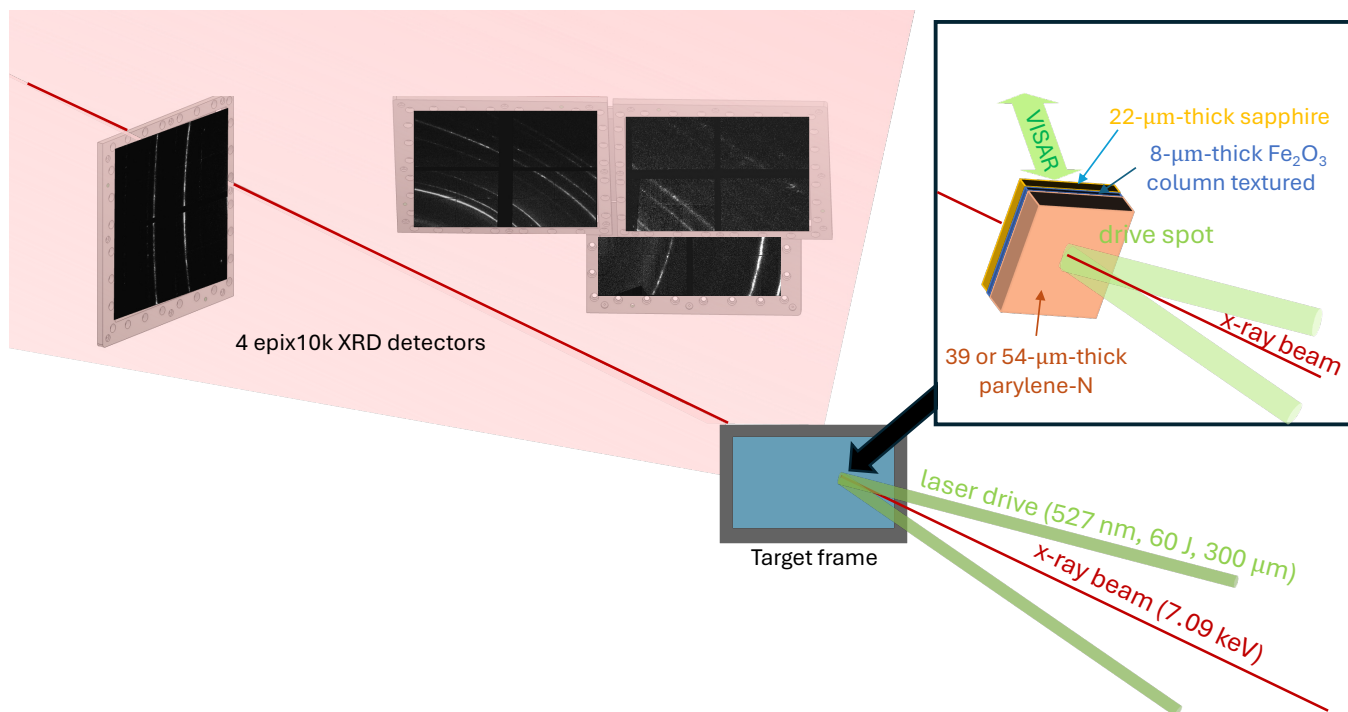 4 epix10k XRD detectors
VISAR
22-μm-thick sapphire
8-μm-thick Fe₂O₃
column textured
drive spot
x-ray beam
39 or 54-μm-thick
parylene-N
laser drive (527 nm, 60 J, 300 μm)
x-ray beam (7.09 keV)
Target frame